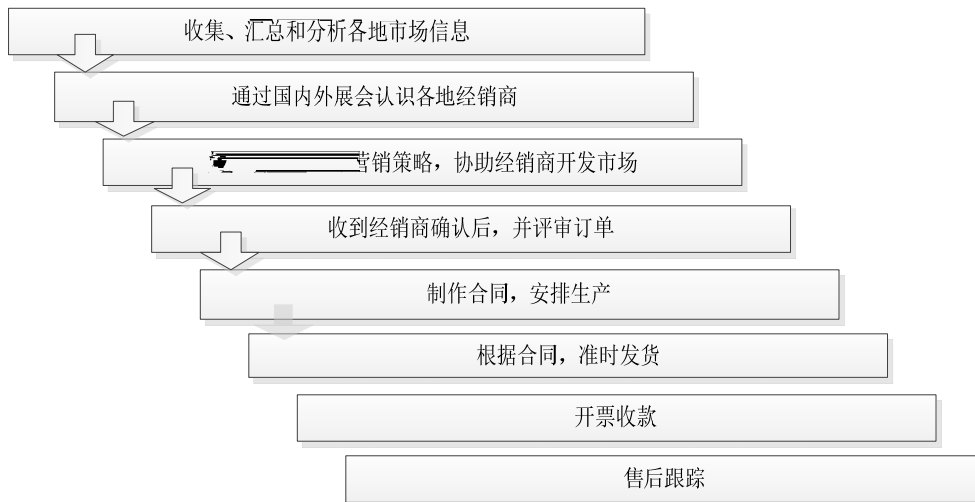 收集、汇总和分析各地市场信息
通过国内外展会认识各地经销商
营销策略，协助经销商开发市场
收到经销商确认后，并评审订单
制作合同，安排生产
根据合同，准时发货
开票收款
售后跟踪